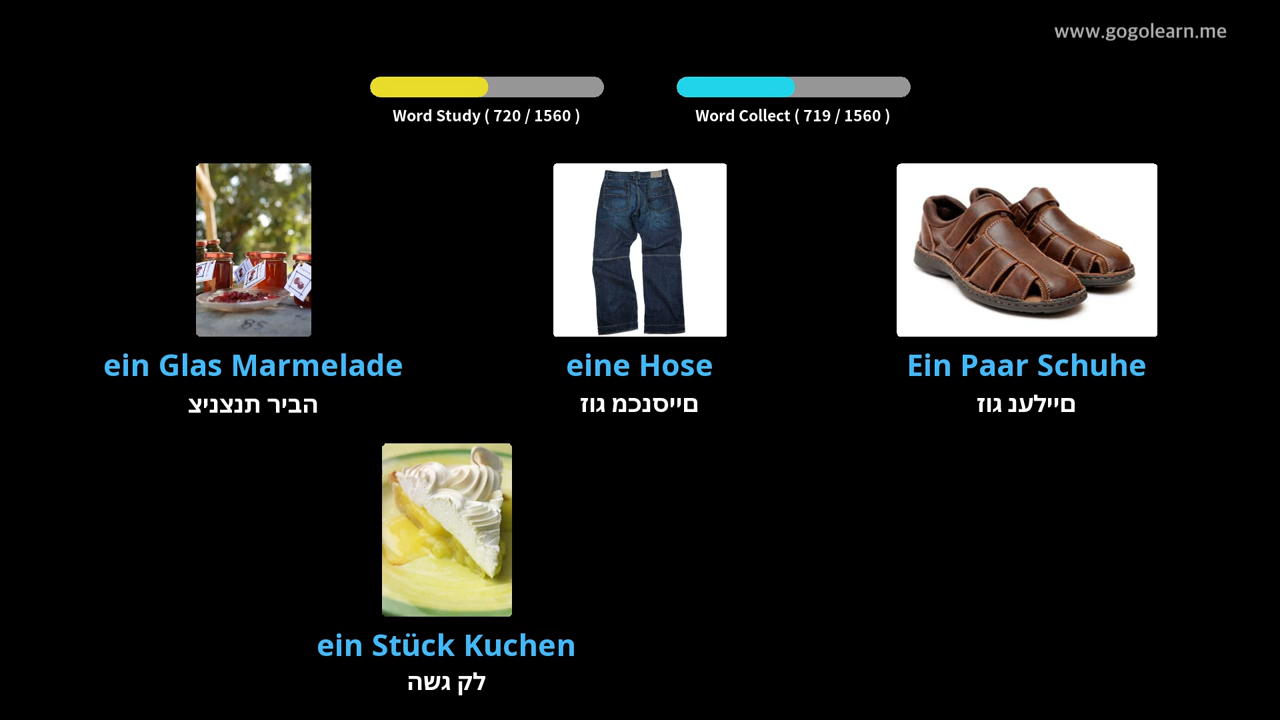 www.gogolearn.me
Word Study ( 720 / 1560 )
Word Collect ( 719 / 1560 )
ein Glas Marmelade
הביר תנצניצ
eine Hose
םייסנכמ גוז
Ein Paar Schuhe
םיילענ גוז
ein Stück Kuchen
לק גשה